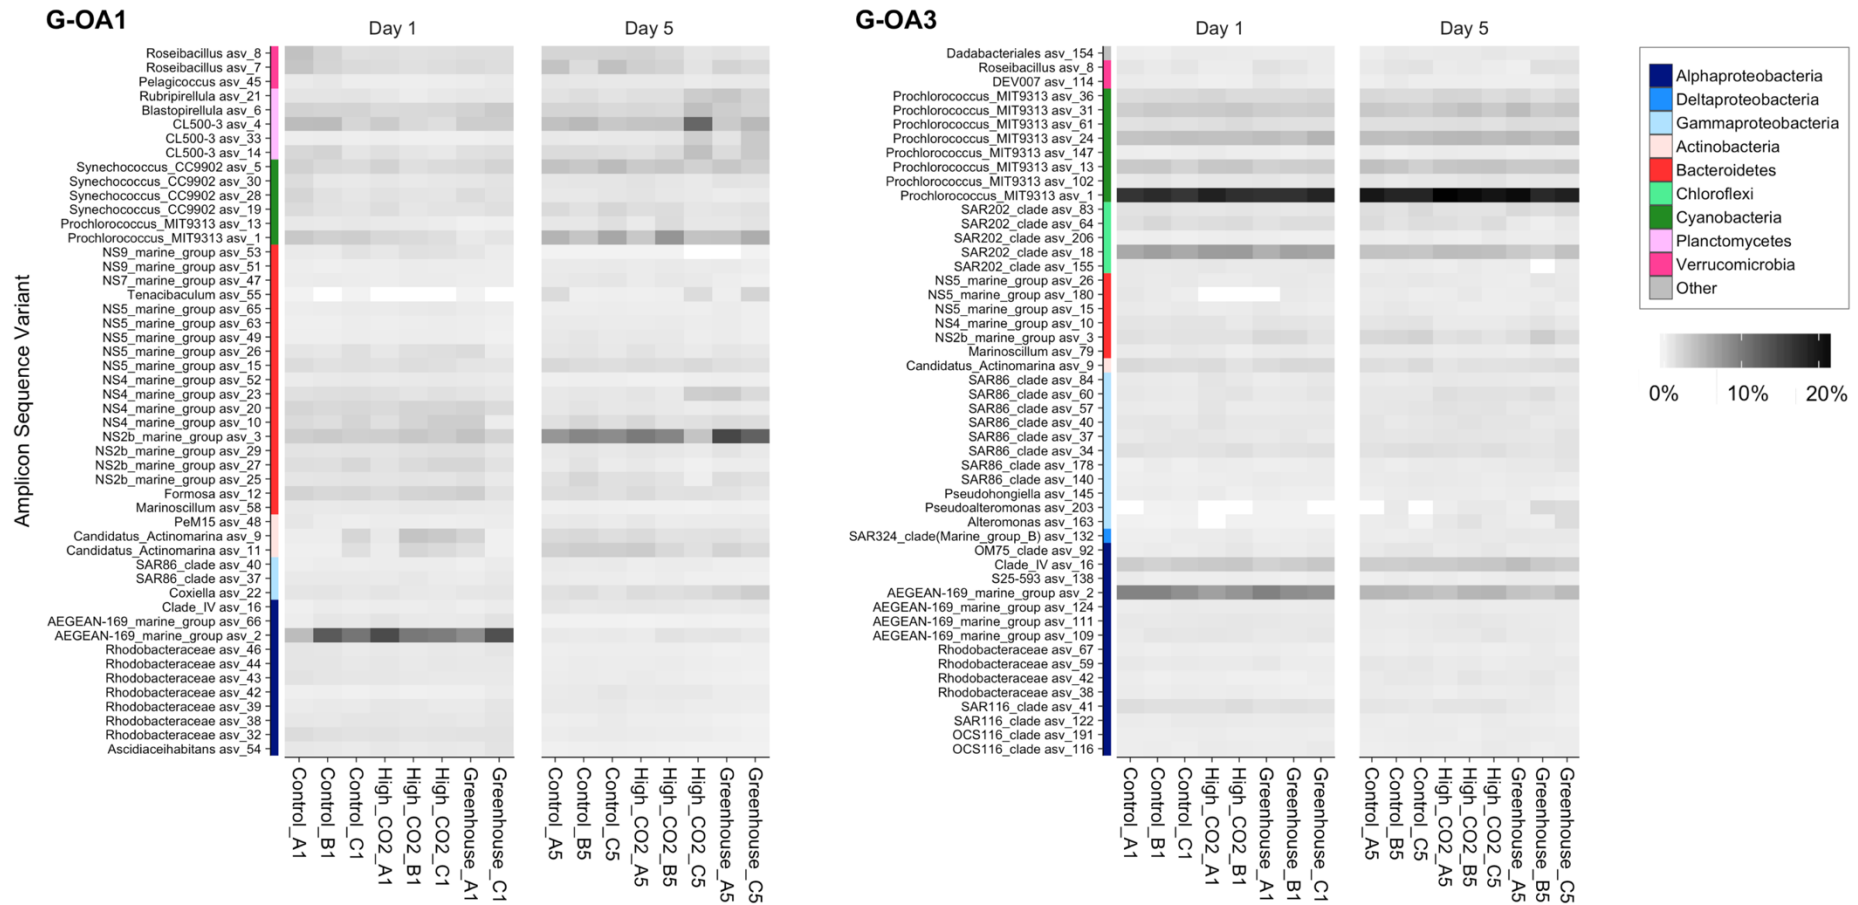 G-OA1
Day 1
Day 5
Amplicon Sequence Variant
Roseibacillus asv_8
Roseibacillus asv_7
Pelagicoccus asv_45
Rubripirellula asv_21
Blastopirellula asv_6
CL500-3 asv_4
CL500-3 asv_33
CL500-3 asv_14
Synechococcus_CC9902 asv_5
Synechococcus_CC9902 asv_30
Synechococcus_CC9902 asv_28
Synechococcus_CC9902 asv_19
Prochlorococcus_MIT9313 asv_13
Prochlorococcus_MIT9313 asv_1
NS9_marine_group asv_53
NS9_marine_group asv_51
NS7_marine_group asv_47
Tenacibaculum asv_55
NS5_marine_group asv_65
NS5_marine_group asv_63
NS5_marine_group asv_49
NS5_marine_group asv_26
NS5_marine_group asv_15
NS4_marine_group asv_52
NS4_marine_group asv_23
NS4_marine_group asv_20
NS4_marine_group asv_10
NS2b_marine_group asv_3
NS2b_marine_group asv_29
NS2b_marine_group asv_27
NS2b_marine_group asv_25
Formosa asv_12
Marinoscillum asv_58
PeM15 asv_48
Candidatus_Actinomarina asv_9
Candidatus_Actinomarina asv_11
SAR86_clade asv_40
SAR86_clade asv_37
Coxiella asv_22
Clade_IV asv_16
AEGEAN-169_marine_group asv_66
AEGEAN-169_marine_group asv_2
Rhodobacteraceae asv_46
Rhodobacteraceae asv_44
Rhodobacteraceae asv_43
Rhodobacteraceae asv_42
Rhodobacteraceae asv_39
Rhodobacteraceae asv_38
Rhodobacteraceae asv_32
Ascidiaceihabitans asv_54
Control_A1
Control_B1
Control_C1
High_CO2_A1
High_CO2_B1
High_CO2_C1
Greenhouse_A1
Greenhouse_C1
Control_A5
Control_B5
Control_C5
High_CO2_A5
High_CO2_B5
High_CO2_C5
Greenhouse_A5
Greenhouse_C5
G-OA3
Day 1
Day 5
Dadabacteriales asv_154
Roseibacillus asv_8
DEV007 asv_114
Prochlorococcus_MIT9313 asv_36
Prochlorococcus_MIT9313 asv_31
Prochlorococcus_MIT9313 asv_61
Prochlorococcus_MIT9313 asv_24
Prochlorococcus_MIT9313 asv_147
Prochlorococcus_MIT9313 asv_13
Prochlorococcus_MIT9313 asv_102
Prochlorococcus_MIT9313 asv_1
SAR202_clade asv_83
SAR202_clade asv_64
SAR202_clade asv_206
SAR202_clade asv_18
SAR202_clade asv_155
NS5_marine_group asv_26
NS5_marine_group asv_180
NS5_marine_group asv_15
NS4_marine_group asv_10
NS2b_marine_group asv_3
Marinoscillum asv_79
Candidatus_Actinomarina asv_9
SAR86_clade asv_84
SAR86_clade asv_60
SAR86_clade asv_57
SAR86_clade asv_40
SAR86_clade asv_37
SAR86_clade asv_34
SAR86_clade asv_178
SAR86_clade asv_140
Pseudohongiella asv_145
Pseudoalteromonas asv_203
Alteromonas asv_163
SAR324_clade(Marine_group_B) asv_132
OM75_clade asv_92
Clade_IV asv_16
S25-593 asv_138
AEGEAN-169_marine_group asv_2
AEGEAN-169_marine_group asv_124
AEGEAN-169_marine_group asv_111
AEGEAN-169_marine_group asv_109
Rhodobacteraceae asv_67
Rhodobacteraceae asv_59
Rhodobacteraceae asv_42
Rhodobacteraceae asv_38
SAR116_clade asv_41
SAR116_clade asv_122
OCS116_clade asv_191
OCS116_clade asv_116
Control_A1
Control_B1
Control_C1
High_CO2_A1
High_CO2_B1
Greenhouse_A1
Greenhouse_B1
Greenhouse_C1
Control_A5
Control_B5
Control_C5
High_CO2_A5
High_CO2_B5
High_CO2_C5
Greenhouse_A5
Greenhouse_B5
Greenhouse_C5
Alphaproteobacteria
Deltaproteobacteria
Gammaproteobacteria
Actinobacteria
Bacteroidetes
Chloroflexi
Cyanobacteria
Planctomycetes
Verrucomicrobia
Other
0% 10% 20%